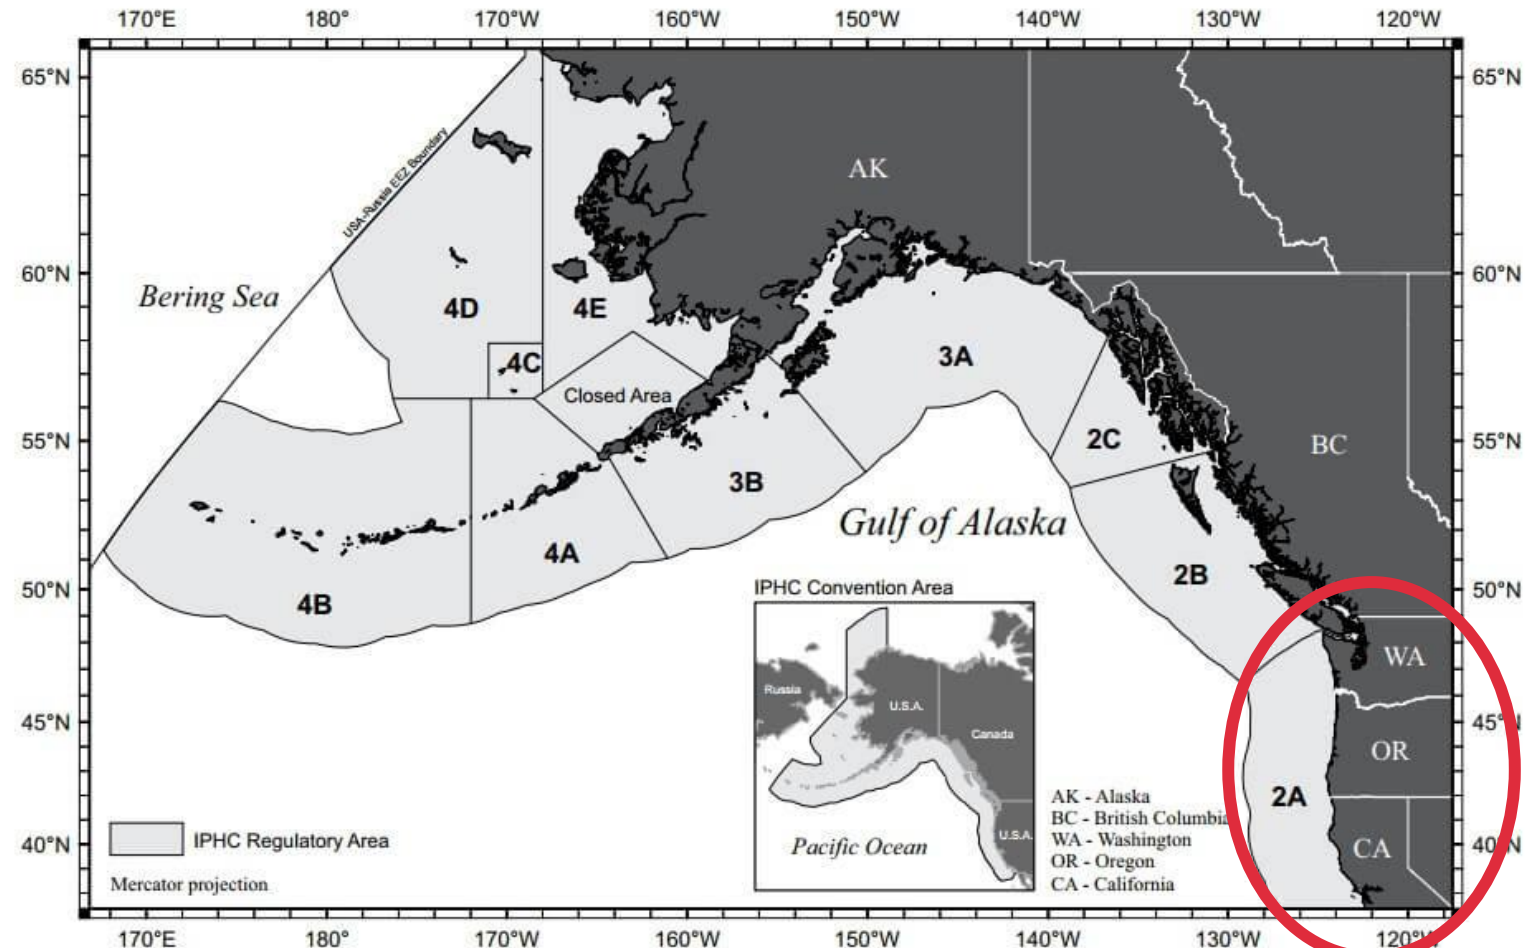 170°E 180° 170°W 160°W 150°W 140°W 130°W 120°W
65°N 65°N
USA-Russia EEZ Boundary
AK
60°N 60°N
Bering Sea
4D 4E
4C
3A
Closed Area
55°N 55°N
2C
BC
3B
Gulf of Alaska
4A
2B
50°N 50°N
4B
IPHC Convention Area
WA
Russia
U.S.A.
Canada
45°N 45°N
OR
2A
AK - Alaska
BC - British Columbia
U.S.A.
WA - Washington
IPHC Regulatory Area
40°N 40°N
Pacific Ocean
CA
OR - Oregon
Mercator projection
CA - California
170°E 180° 170°W 160°W 150°W 140°W 130°W 120°W